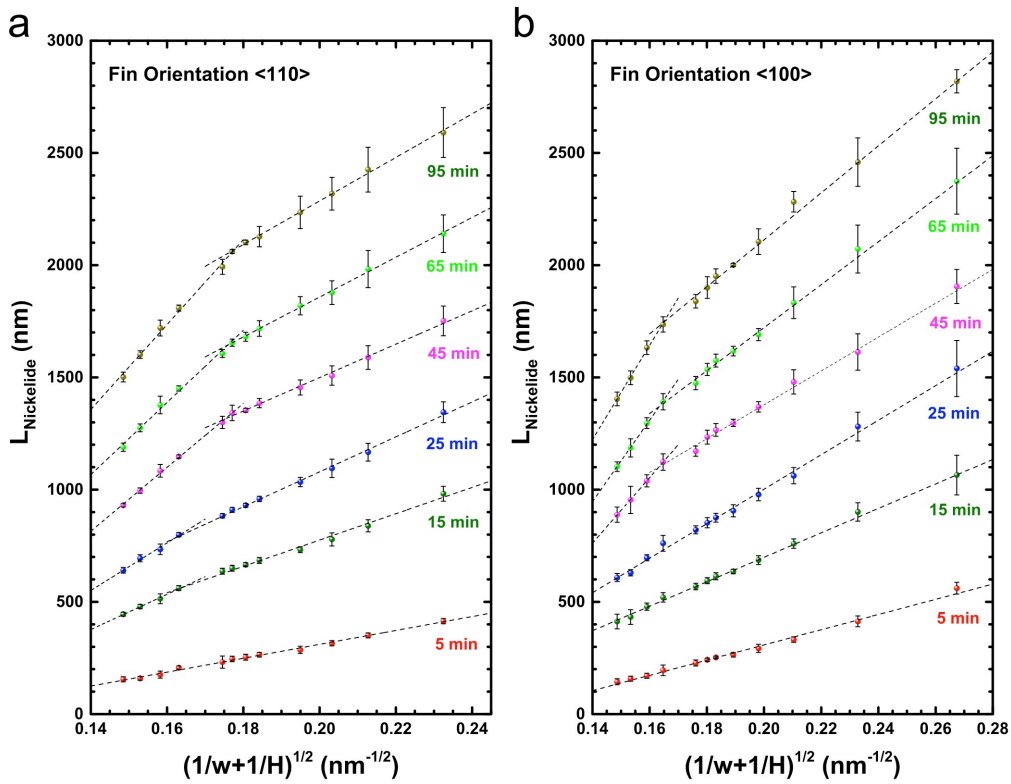 a
Fin Orientation <110>
3000
2500
2000
1500
1000
500
0
L_Nickelide (nm)
95 min
65 min
45 min
25 min
15 min
5 min
0.14 0.16 0.18 0.20 0.22 0.24
(1/w+1/H)^1/2 (nm^-1/2)
b
Fin Orientation <100>
3000
2500
2000
1500
1000
500
0
L_Nickelide (nm)
95 min
65 min
45 min
25 min
15 min
5 min
0.14 0.16 0.18 0.20 0.22 0.24 0.26 0.28
(1/w+1/H)^1/2 (nm^-1/2)